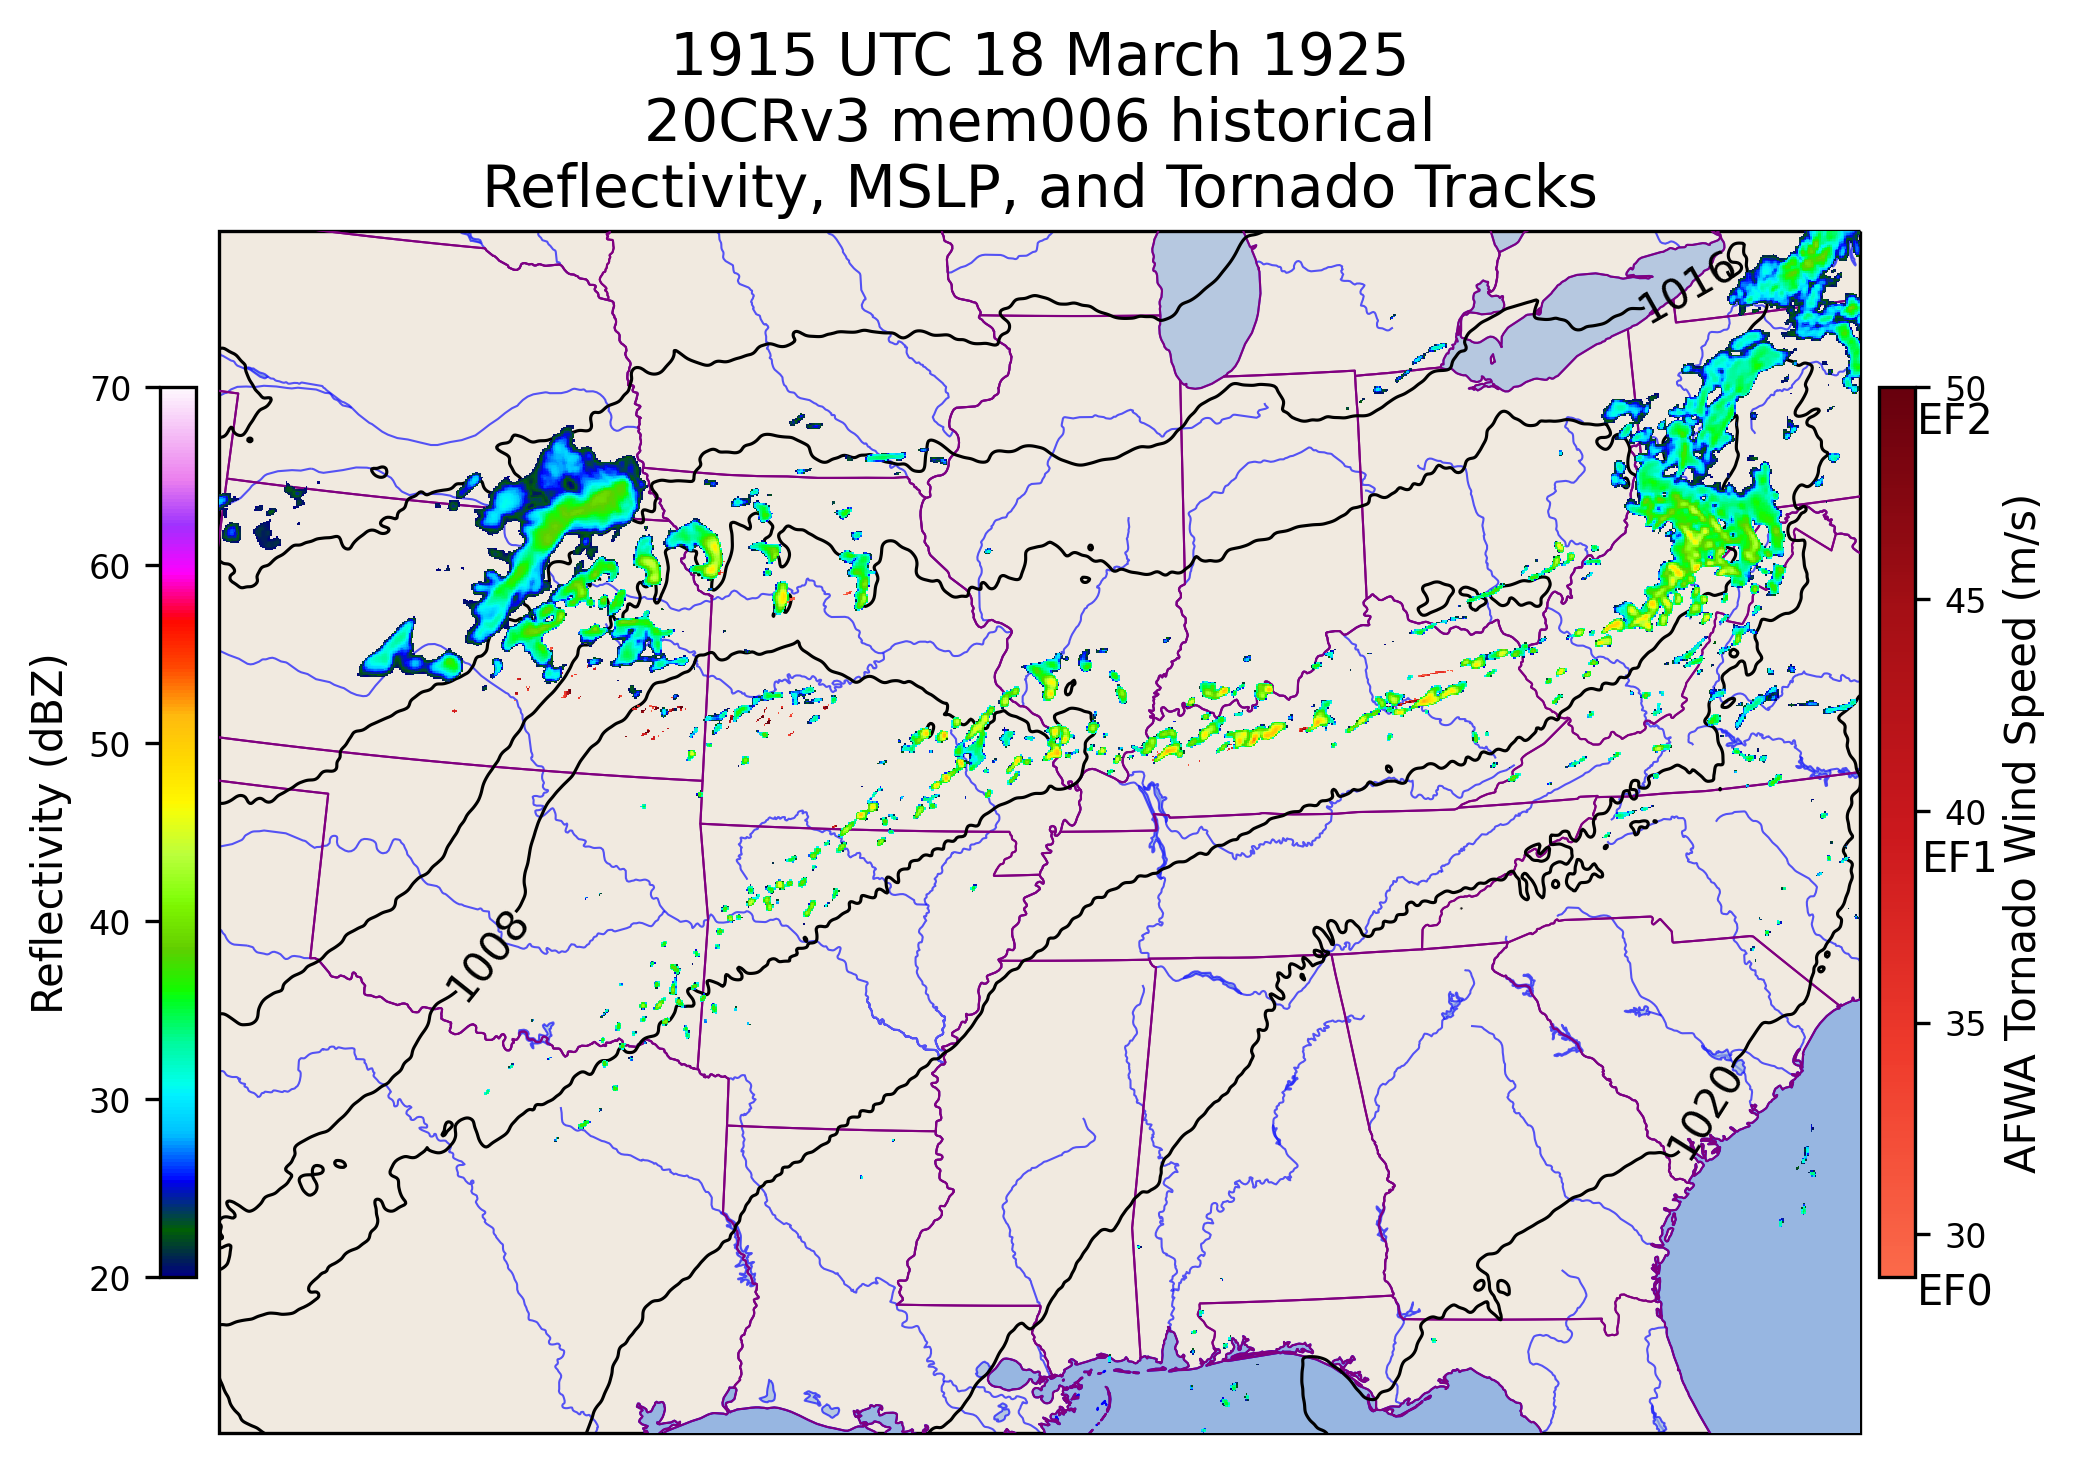 1915 UTC 18 March 1925
20CRv3 mem006 historical
Reflectivity, MSLP, and Tornado Tracks
Reflectivity (dBZ)
70
60
50
40
30
20
1016
1008
1020
50
EF2
45
40
EF1
35
30
EF0
AFWA Tornado Wind Speed (m/s)